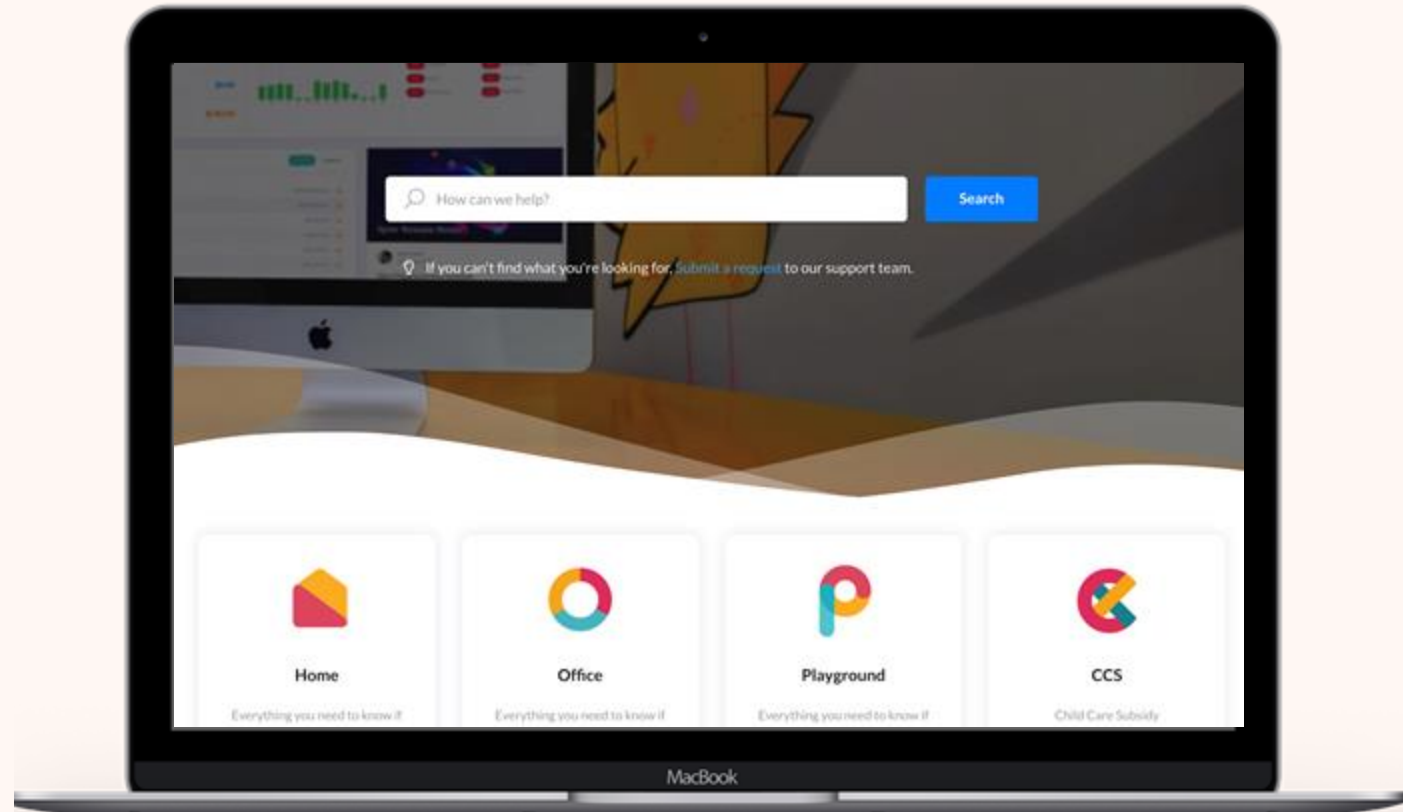 How can we help?
Search
If you can't find what you're looking for, Submit a request to our support team.
Home
Office
Playground
CCS
Everything you need to know if
Everything you need to know if
Everything you need to know if
Child Care Subsidy
MacBook